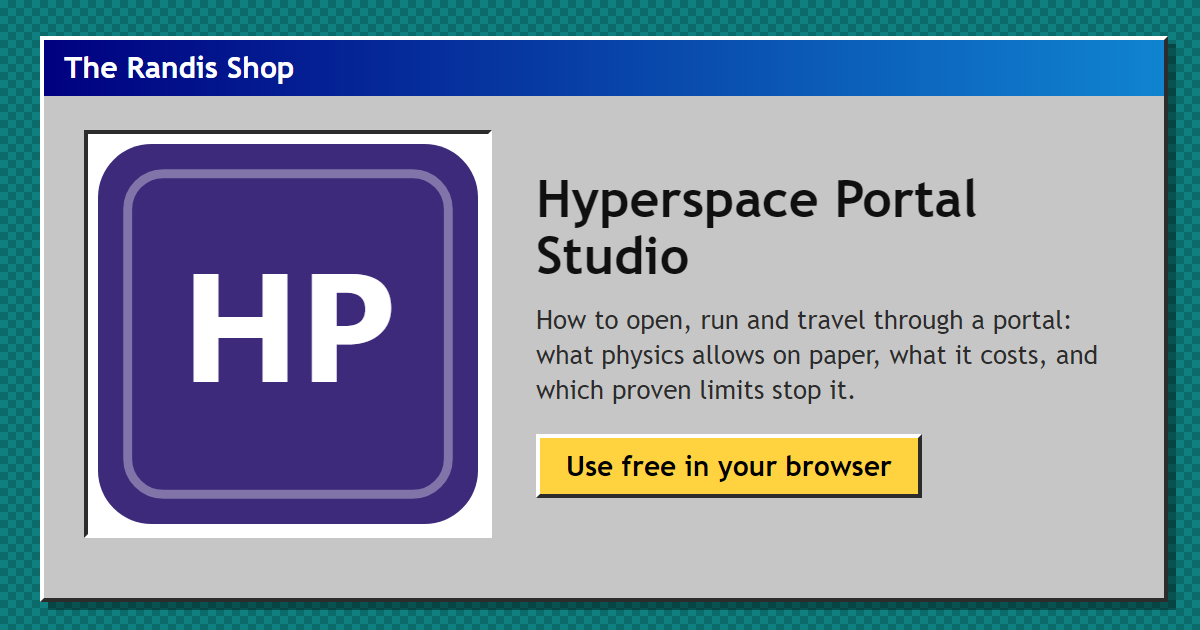 The Randis Shop
HP
Hyperspace Portal
Studio
How to open, run and travel through a portal:
what physics allows on paper, what it costs, and
which proven limits stop it.
Use free in your browser